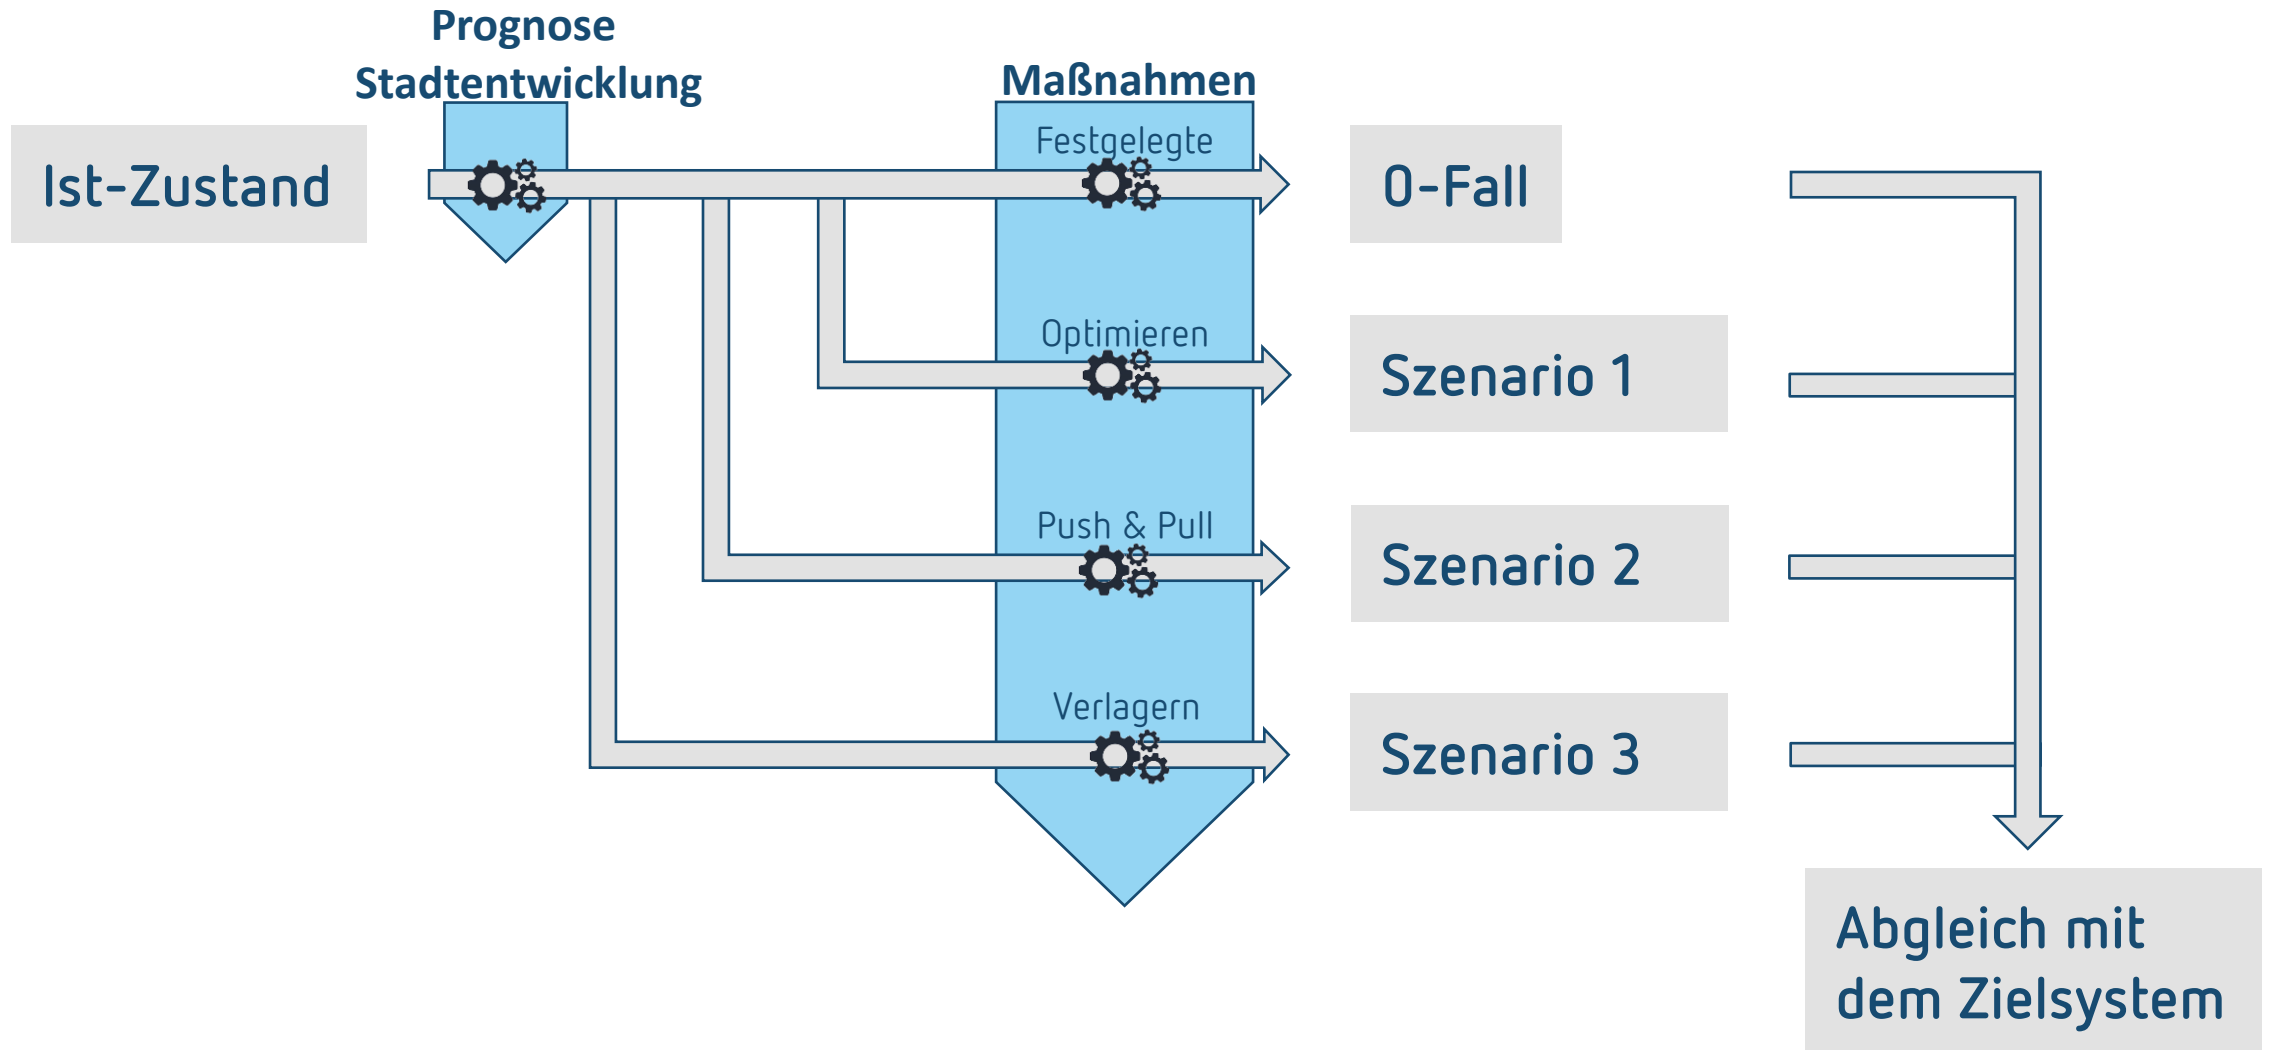 Prognose
Stadtentwicklung
Maßnahmen
Ist-Zustand
Festgelegte
0-Fall
Optimieren
Szenario 1
Push & Pull
Szenario 2
Verlagern
Szenario 3
Abgleich mit
dem Zielsystem